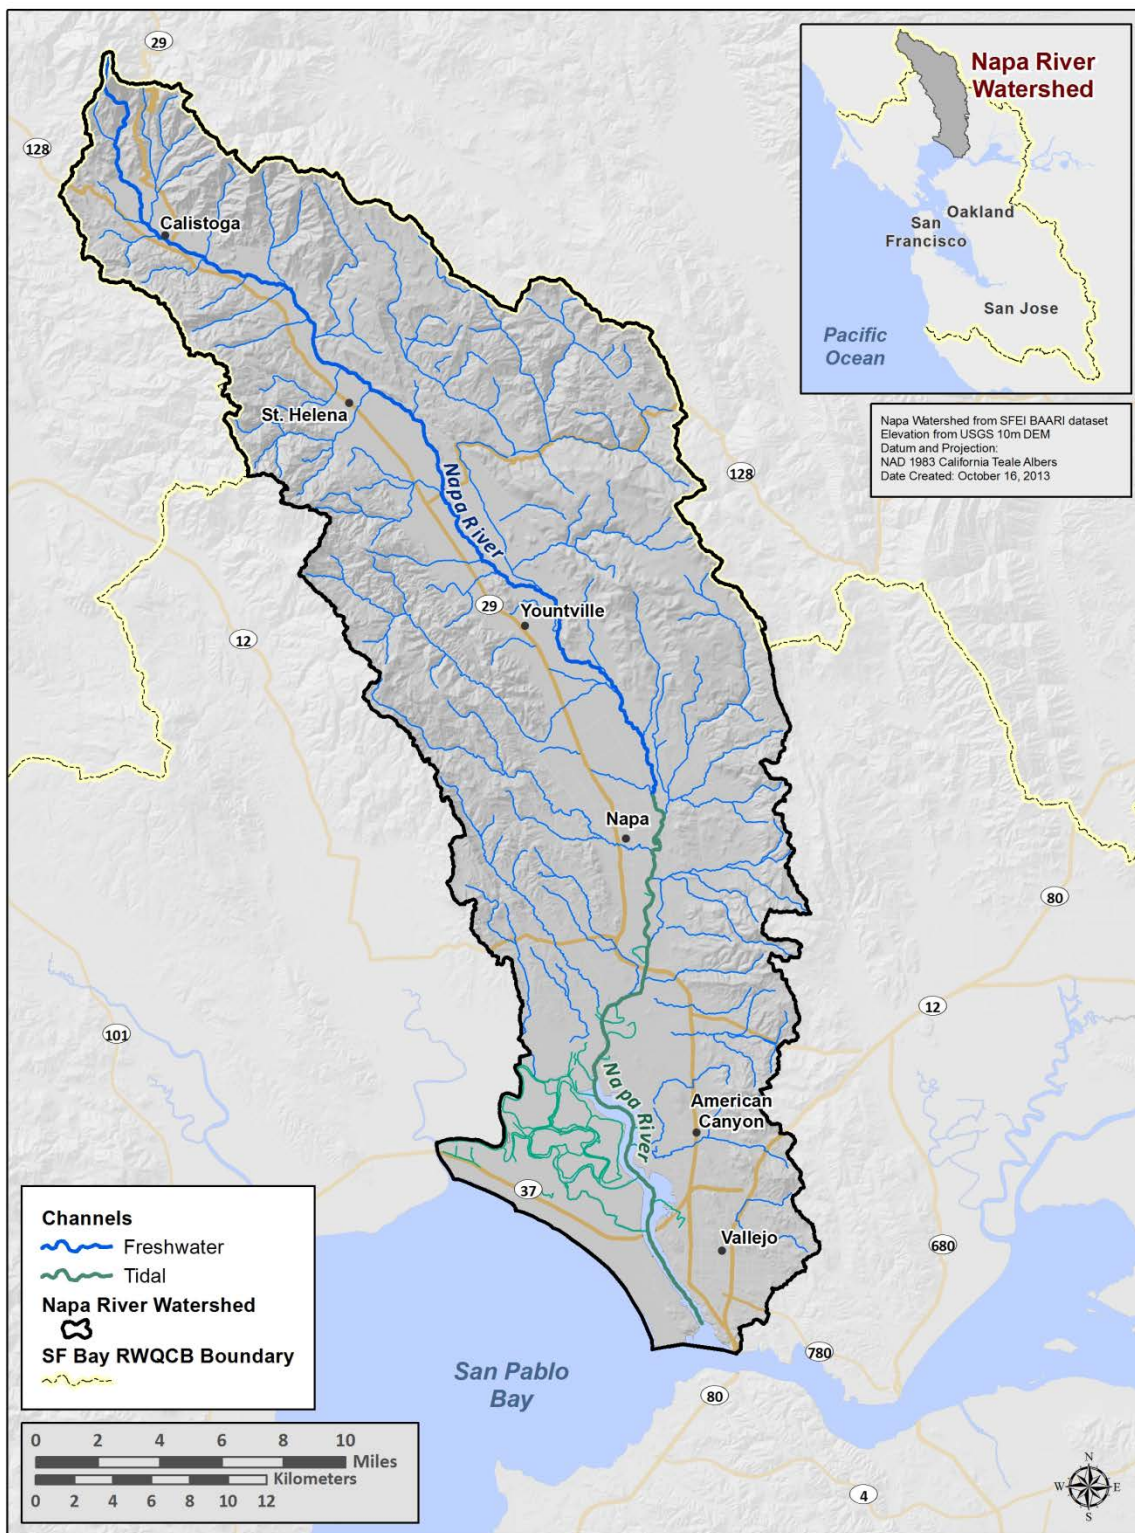 29
128
Calistoga
St. Helena
Napa River
128
29
Yountville
12
Napa
80
12
101
Napa River
American
Canyon
37
Vallejo
680
780
San Pablo
Bay
80
4
Napa River
Watershed
Oakland
San
Francisco
San Jose
Pacific
Ocean
Napa Watershed from SFEI BAARI dataset
Elevation from USGS 10m DEM
Datum and Projection:
NAD 1983 California Teale Albers
Date Created: October 16, 2013
Channels
Freshwater
Tidal
Napa River Watershed
SF Bay RWQCB Boundary
0 2 4 6 8 10
Miles
Kilometers
0 2 4 6 8 10 12
N
W E
S